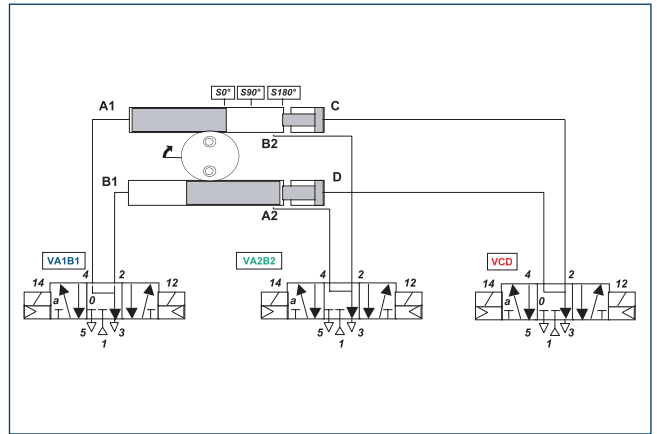 S0° S90° S180°
A1 C
B2
B1 D
A2
VA1B1 VA2B2 VCD
14 4 2 12 14 4 2 12 14 4 2 12
a 0 a a 0
5 3 5 3 5 3
1 1 1